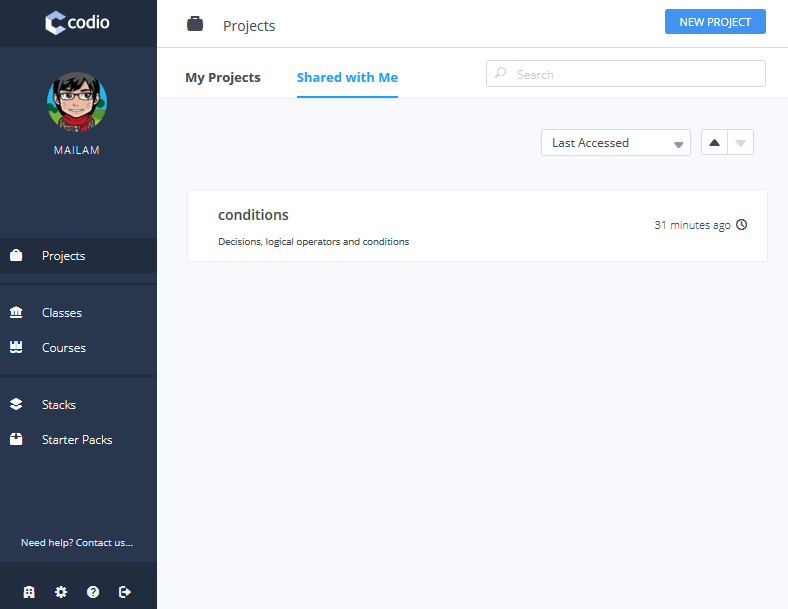 codio
Projects
NEW PROJECT
MAILAM
My Projects
Shared with Me
Search
Last Accessed
conditions
Decisions, logical operators and conditions
31 minutes ago
Projects
Classes
Courses
Stacks
Starter Packs
Need help? Contact us...